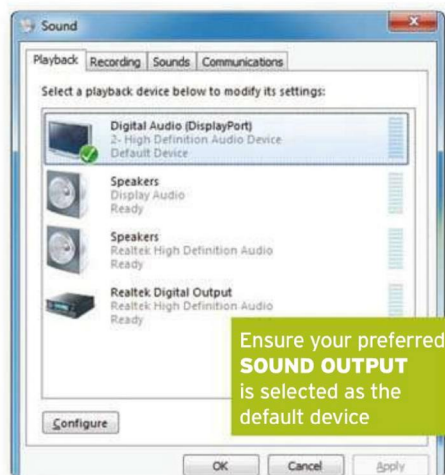 Sound
Playback Recording Sounds Communications
Select a playback device below to modify its settings:
Digital Audio (DisplayPort)
2- High Definition Audio Device
Default Device
Speakers
Display Audio
Ready
Speakers
Realtek High Definition Audio
Ready
Realtek Digital Output
Realtek High Definition Audio
Ready
Ensure your preferred
SOUND OUTPUT
is selected as the
default device
Configure
OK Cancel Apply